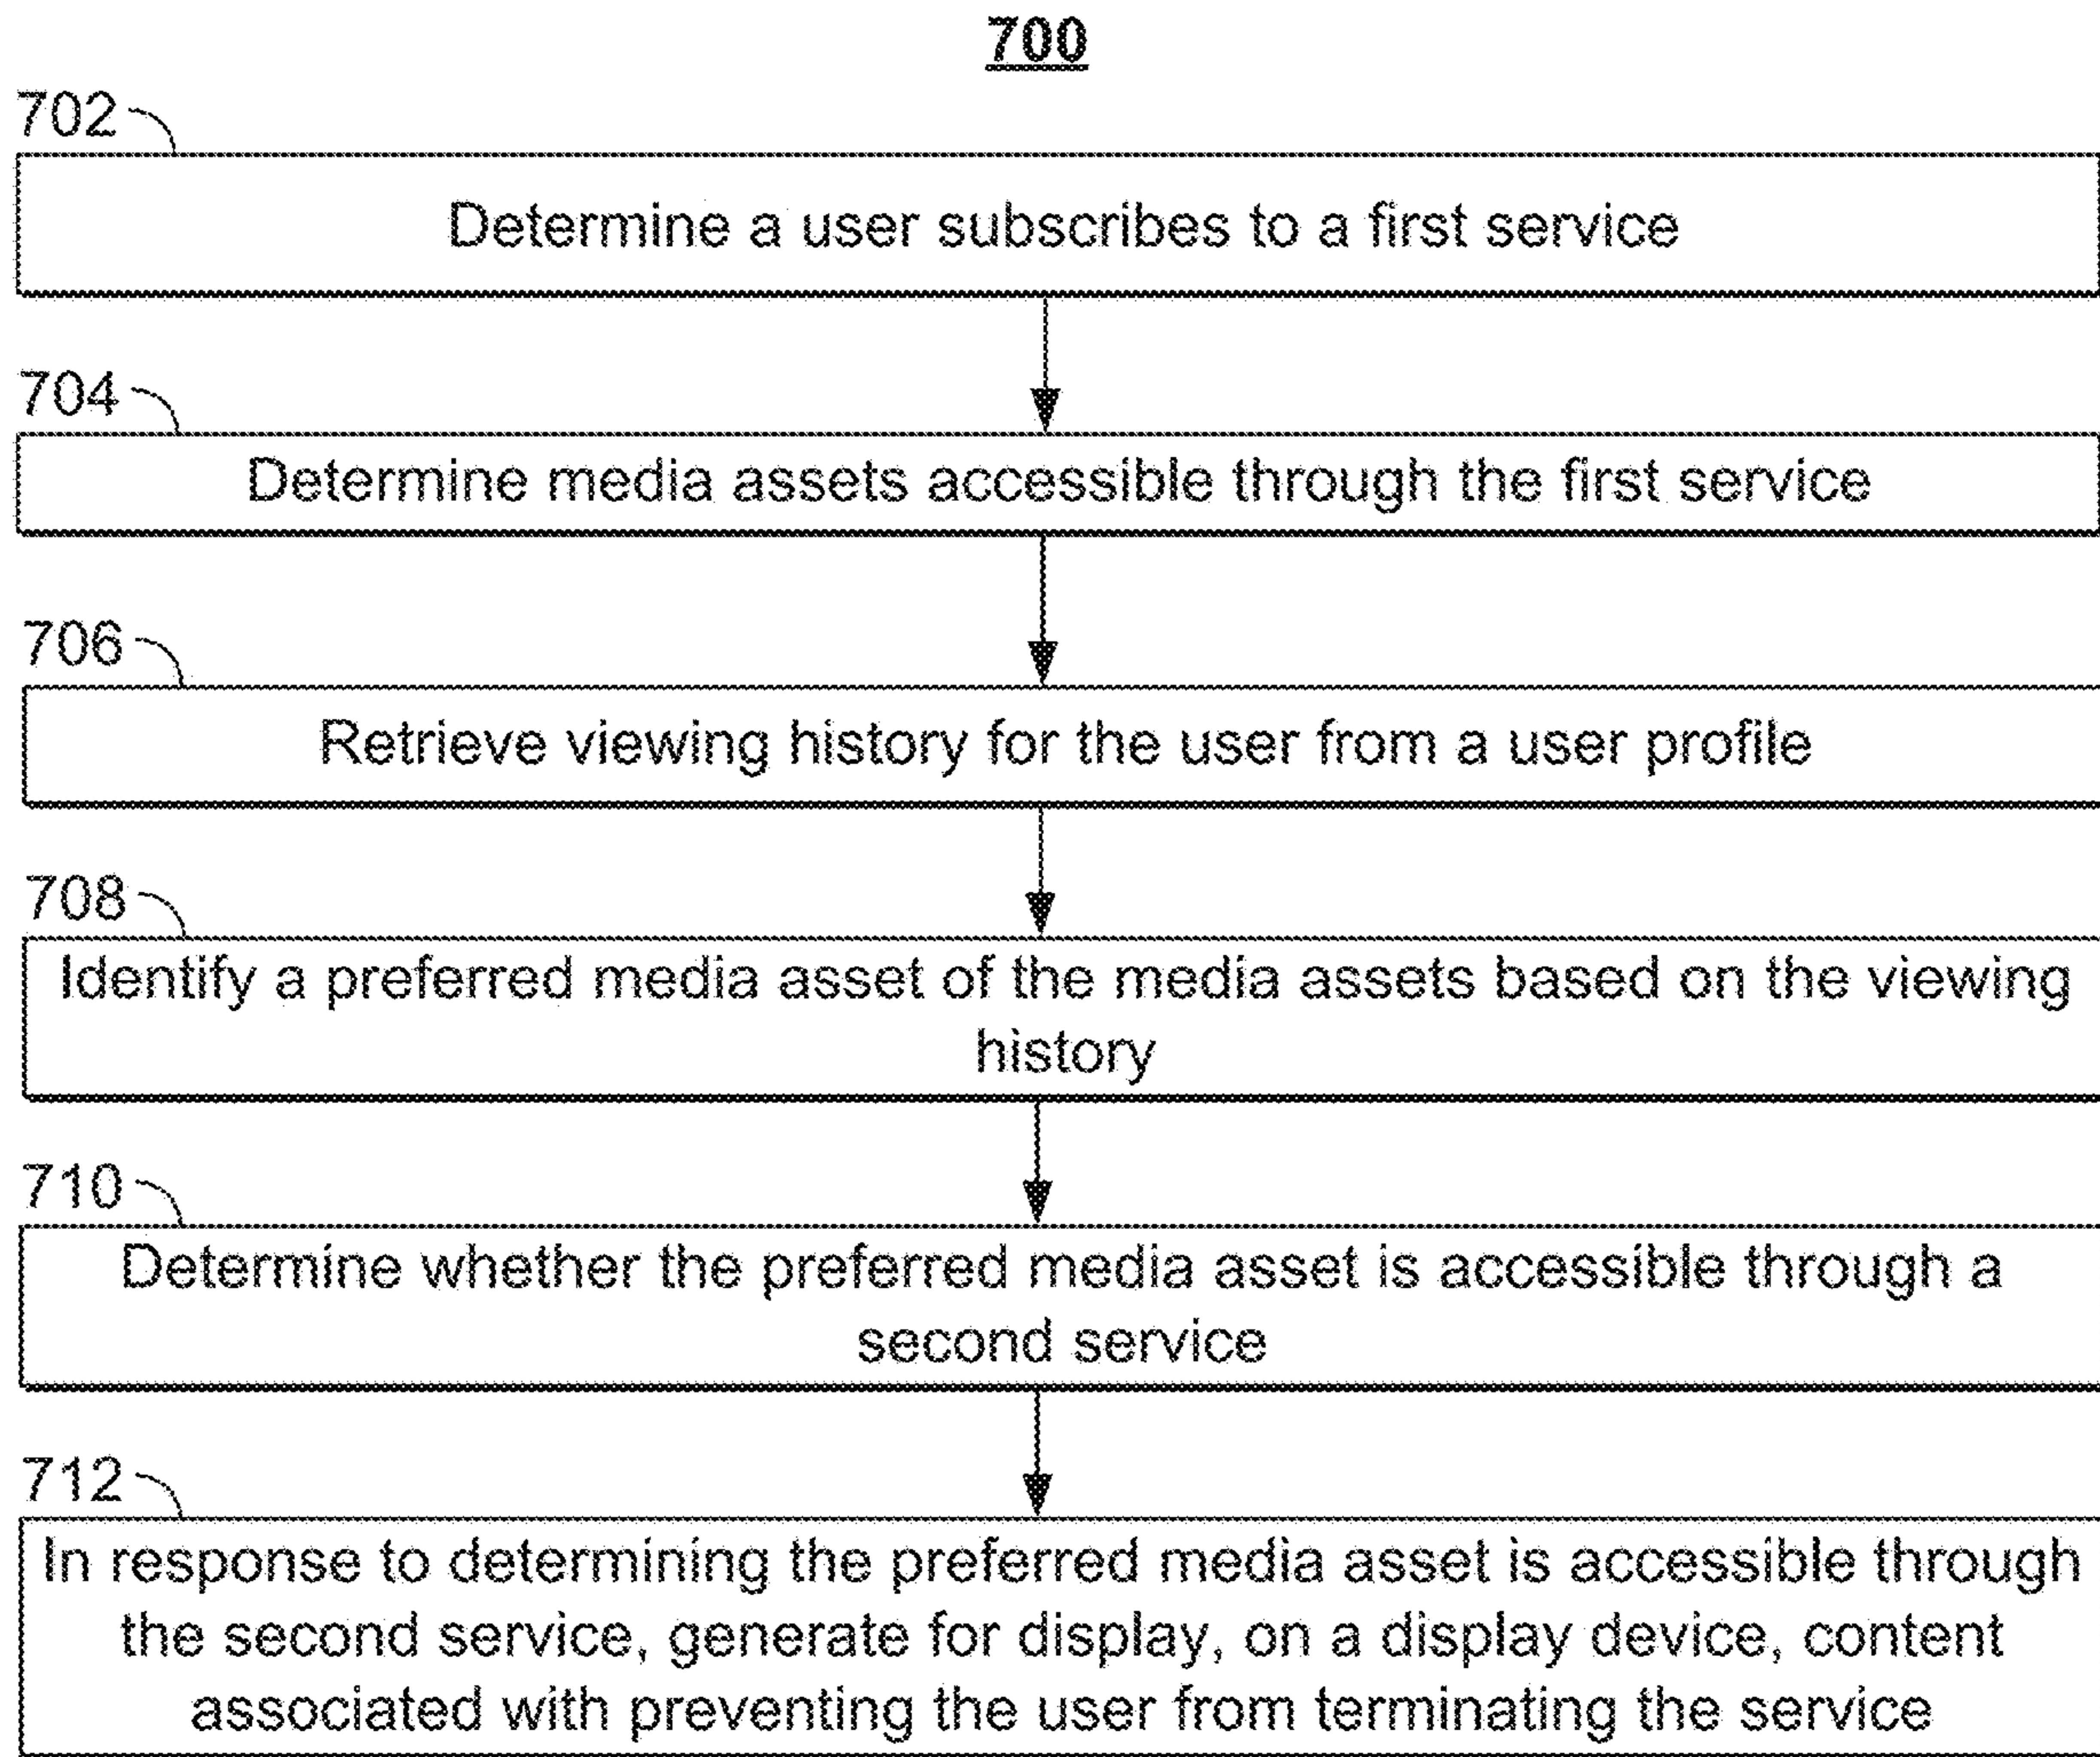 700
702
Determine a user subscribes to a first service
704
Determine media assets accessible through the first service
706
Retrieve viewing history for the user from a user profile
708
Identify a preferred media asset of the media assets based on the viewing
history
710
Determine whether the preferred media asset is accessible through a
second service
712
In response to determining the preferred media asset is accessible through
the second service, generate for display, on a display device, content
associated with preventing the user from terminating the service